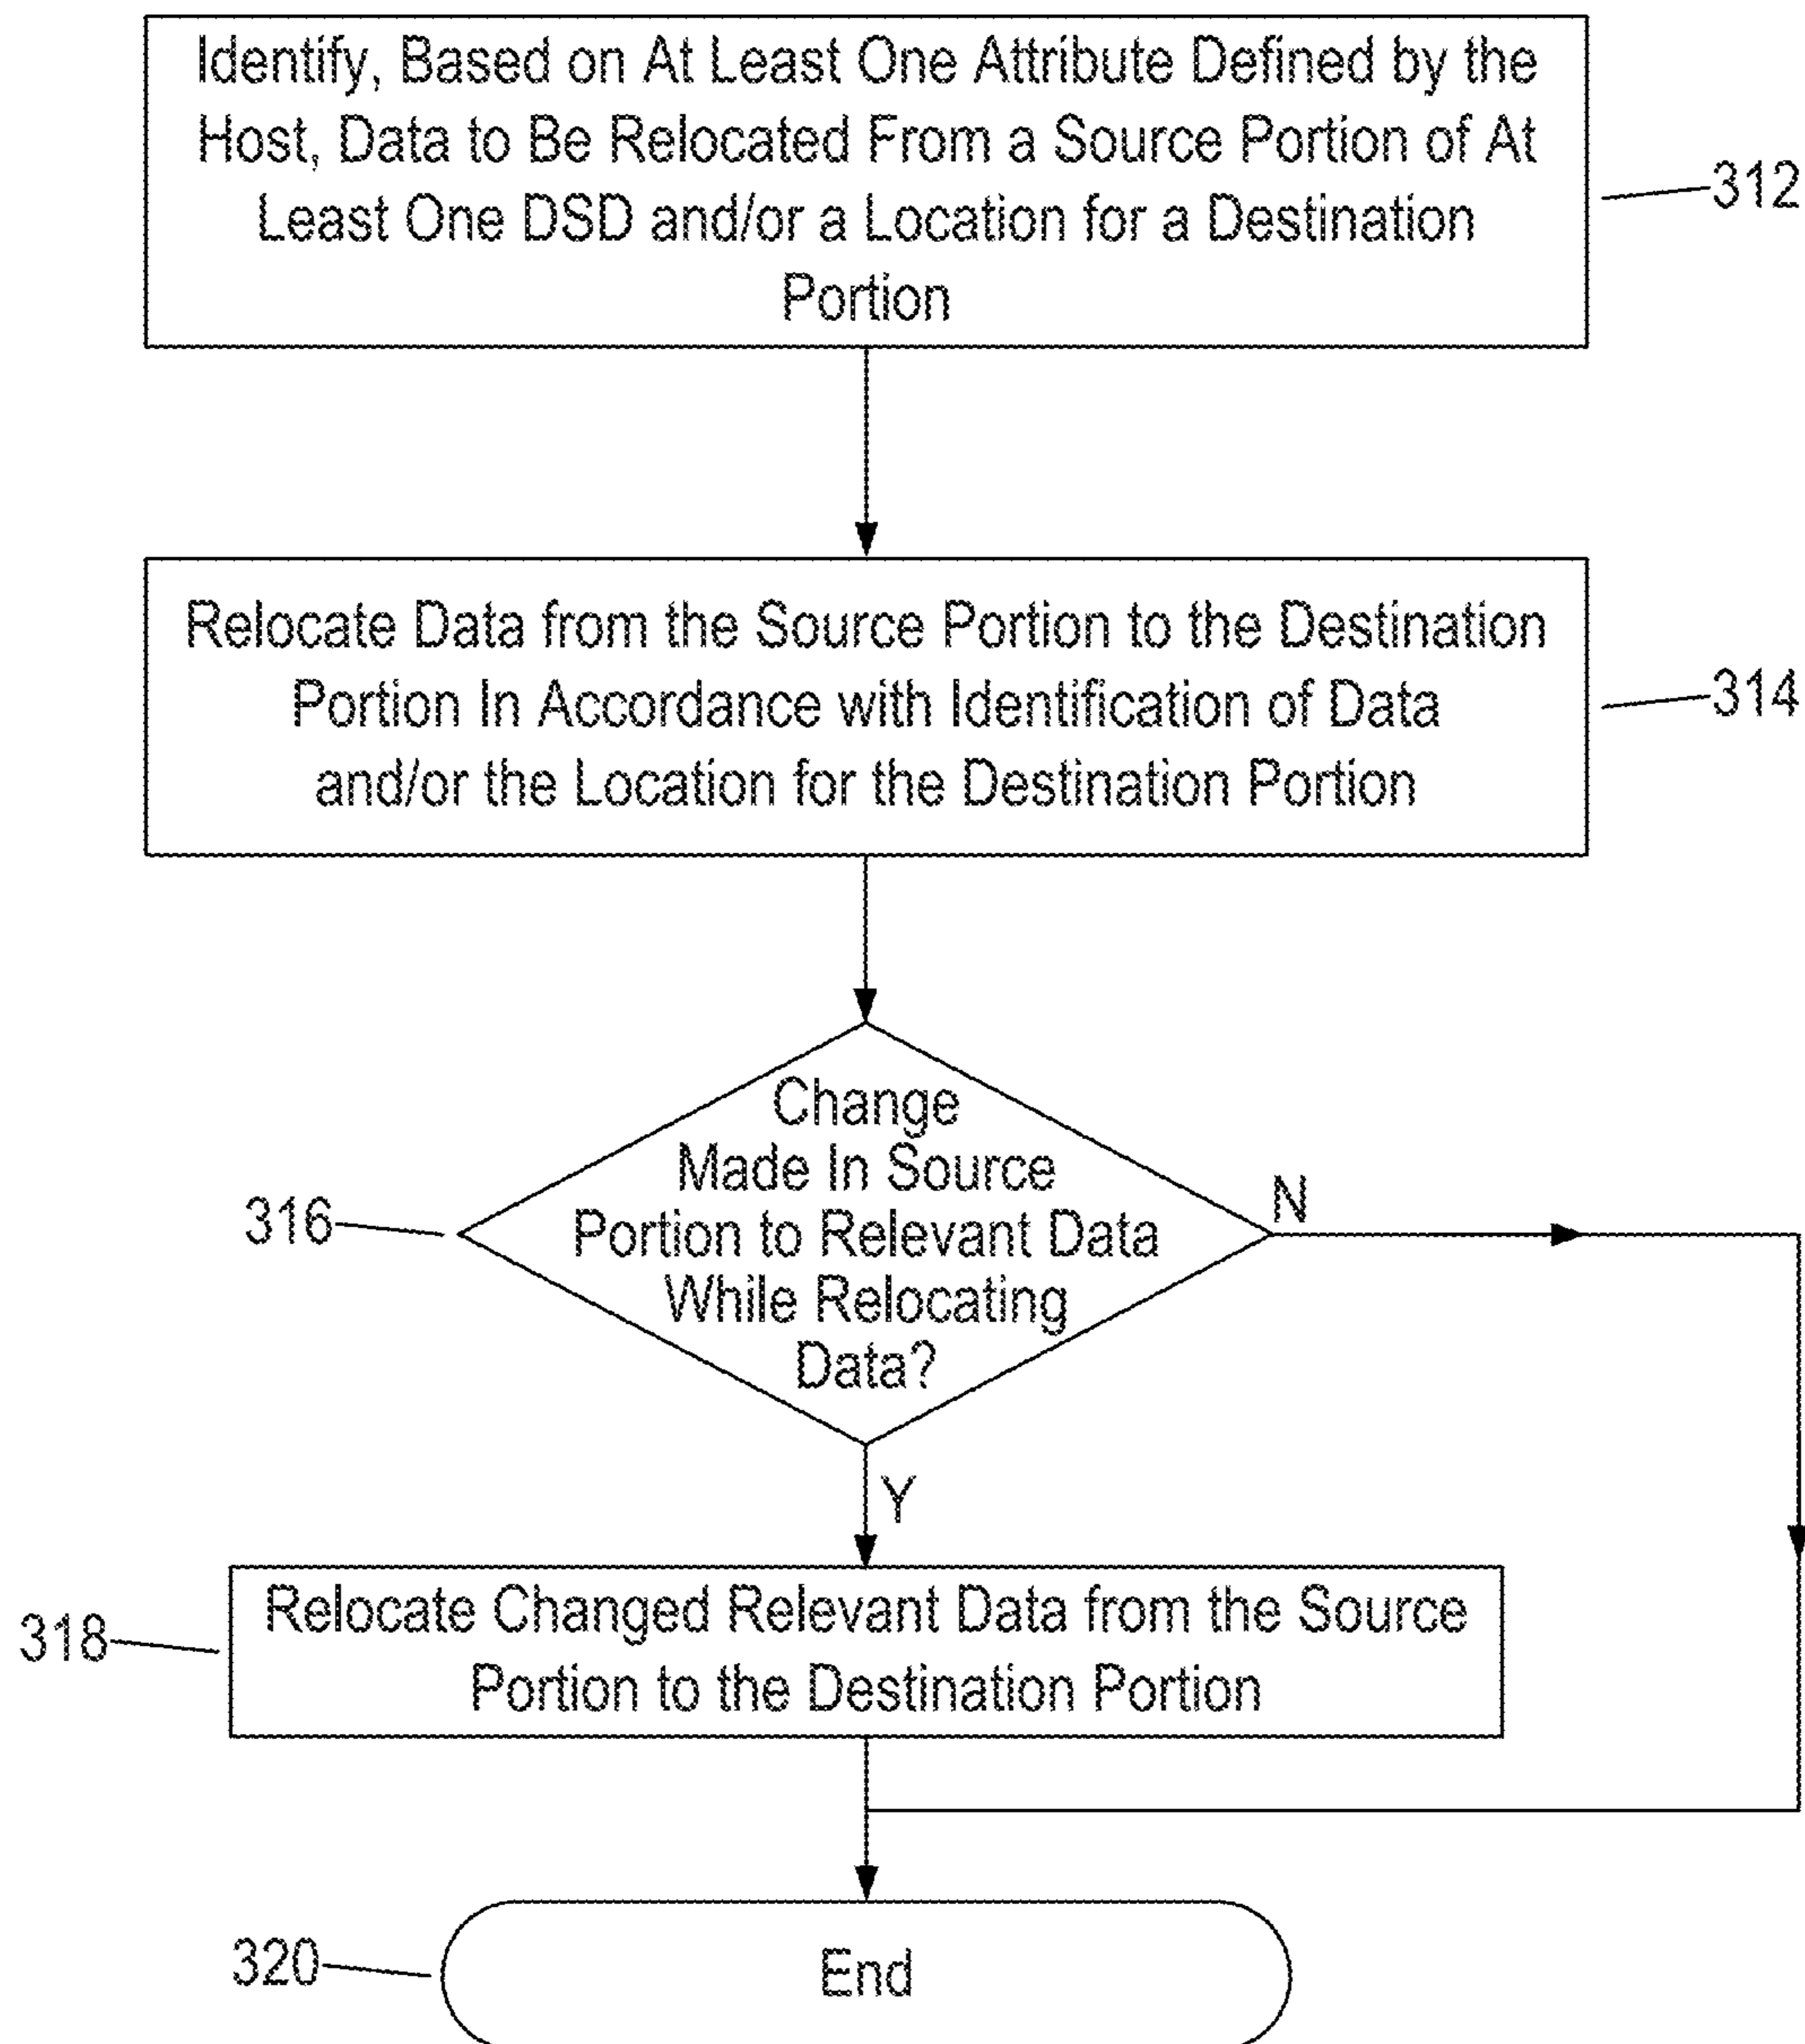 Identify, Based on At Least One Attribute Defined by the
Host, Data to Be Relocated From a Source Portion of At
Least One DSD and/or a Location for a Destination
Portion
312
Relocate Data from the Source Portion to the Destination
Portion In Accordance with Identification of Data
and/or the Location for the Destination Portion
314
Change
Made In Source
Portion to Relevant Data
While Relocating
Data?
316
N
Y
Relocate Changed Relevant Data from the Source
Portion to the Destination Portion
318
End
320